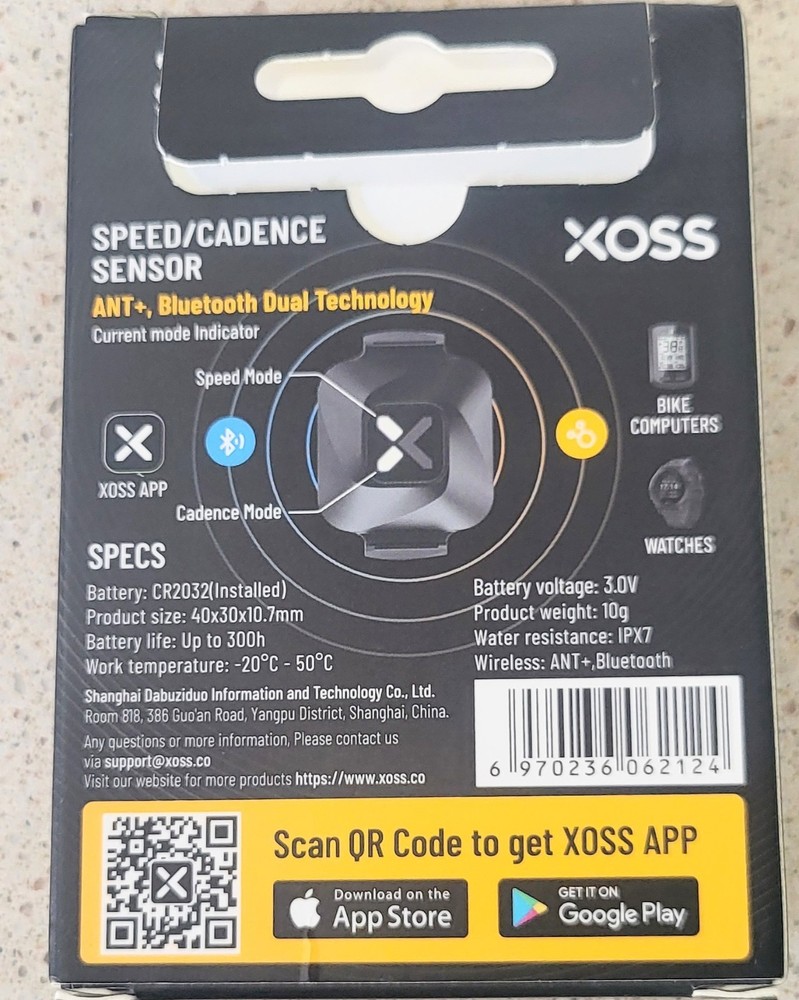 SPEED/CADENCE
SENSOR
XOSS
ANT+, Bluetooth Dual Technology
Current mode Indicator
Speed Mode
BIKE
COMPUTERS
XOSS APP
Cadence Mode
WATCHES
SPECS
Battery: CR2032(Installed)
Product size: 40x30x10.7mm
Battery life: Up to 300h
Work temperature: -20°C - 50°C
Battery voltage: 3.0V
Product weight: 10g
Water resistance: IPX7
Wireless: ANT+,Bluetooth
Shanghai Dabuziduo Information and Technology Co., Ltd.
Room 818, 386 Guo'an Road, Yangpu District, Shanghai, China.
Any questions or more information, Please contact us
via support@xoss.co
Visit our website for more products https://www.xoss.co
6 970236 062124
Scan QR Code to get XOSS APP
Download on the
App Store
GET IT ON
Google Play